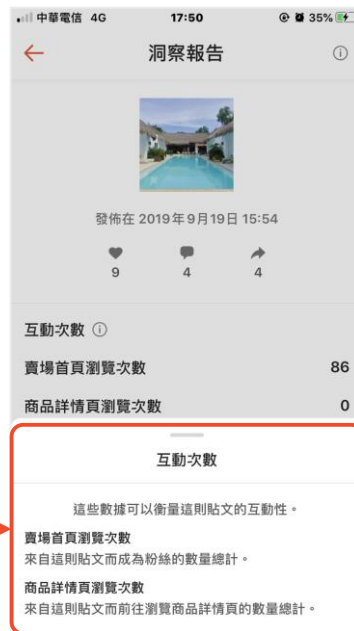 中華電信 4G 17:50 35%
洞察報告
發佈在 2019年9月19日 15:54
9 4 4
互動次數
賣場首頁瀏覽次數 86
商品詳情頁瀏覽次數 0
互動次數
這些數據可以衡量這則貼文的互動性。
賣場首頁瀏覽次數
來自這則貼文而成為粉絲的數量總計。
商品詳情頁瀏覽次數
來自這則貼文而前往瀏覽商品詳情頁的數量總計。